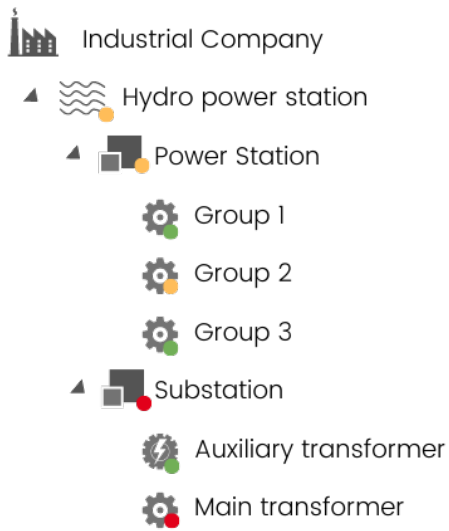 Industrial Company
Hydro power station
Power Station
Group 1
Group 2
Group 3
Substation
Auxiliary transformer
Main transformer